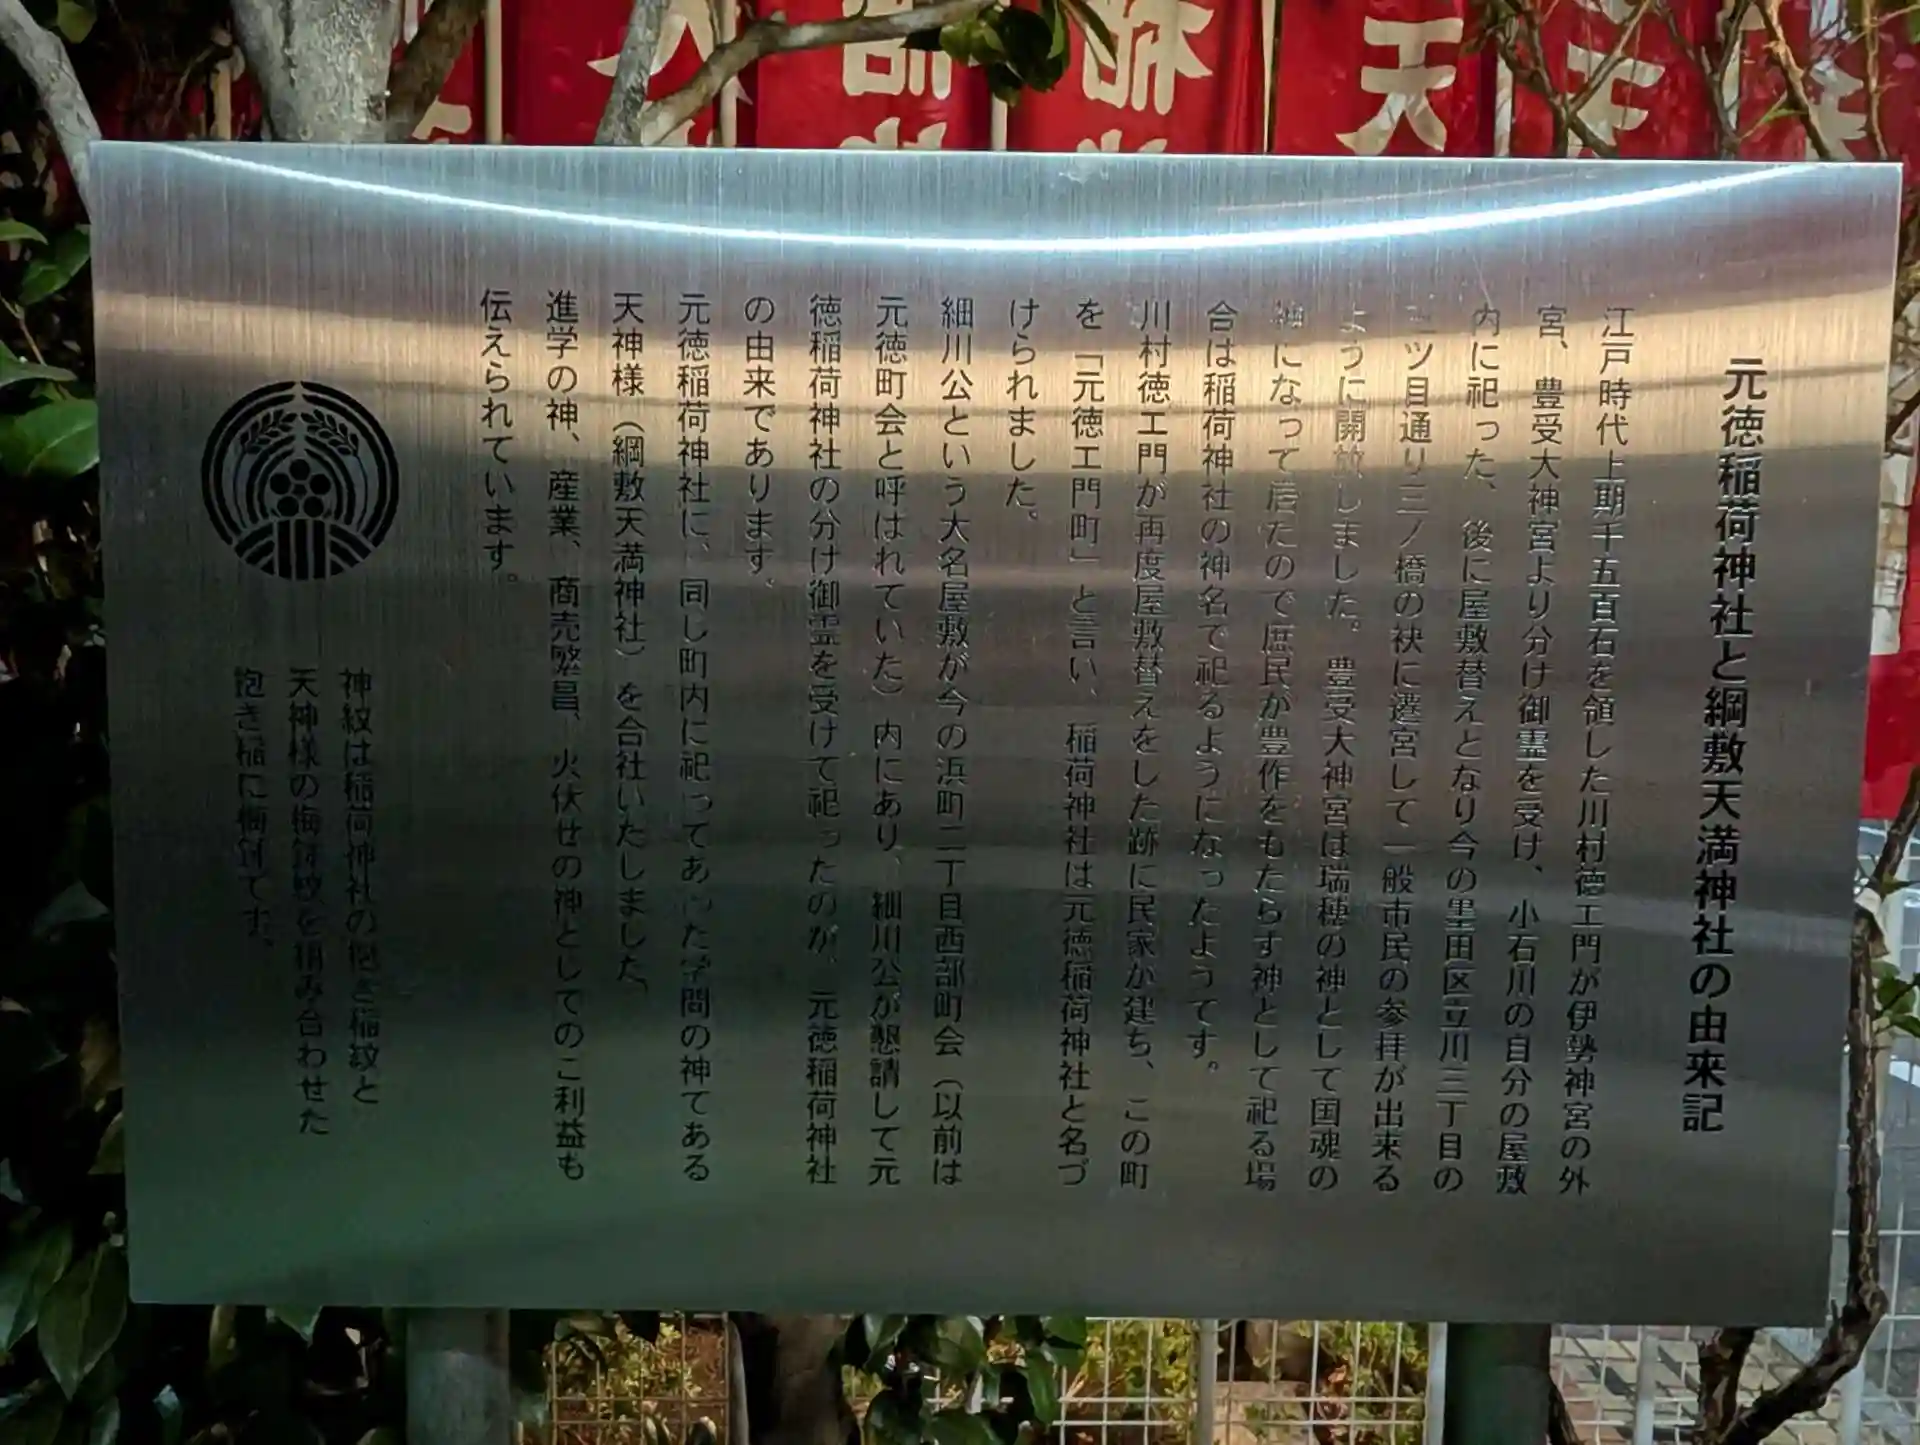 元徳稲荷神社と綱敷天満神社の由来記
江戸時代上期千五百石を領した川村徳エ門が伊勢神宮の外
宮、豊受大神宮より分け御霊を受け、小石川の自分の屋敷
内に祀った、後に屋敷替えとなり今の墨田区立川三丁目の
三ツ目通り三ノ橋の袂に遷宮して一般市民の参拝が出来る
ように開放しました。豊受大神宮は瑞穂の神として国魂の
神になって居たので庶民が豊作をもたらす神として祀る場
合は稲荷神社の神名で祀るようになったようです。
川村徳エ門が再度屋敷替えをした跡に民家が建ち、この町
を「元徳エ門町」と言い、稲荷神社は元徳稲荷神社と名づ
けられました。
細川公という大名屋敷が今の浜町二丁目西部町会（以前は
元徳町会と呼ばれていた）内にあり、細川公が懇請して元
徳稲荷神社の分け御霊を受けて祀ったのが、元徳稲荷神社
の由来であります。
元徳稲荷神社に、同じ町内に祀ってあった学問の神である
天神様（綱敷天満神社）を合社いたしました。
進学の神、産業、商売繁昌、火伏せの神としてのご利益も
伝えられています。
神紋は稲荷神社の抱き稲紋と
天神様の梅鉢紋を組み合わせた
抱き稲に梅鉢です。